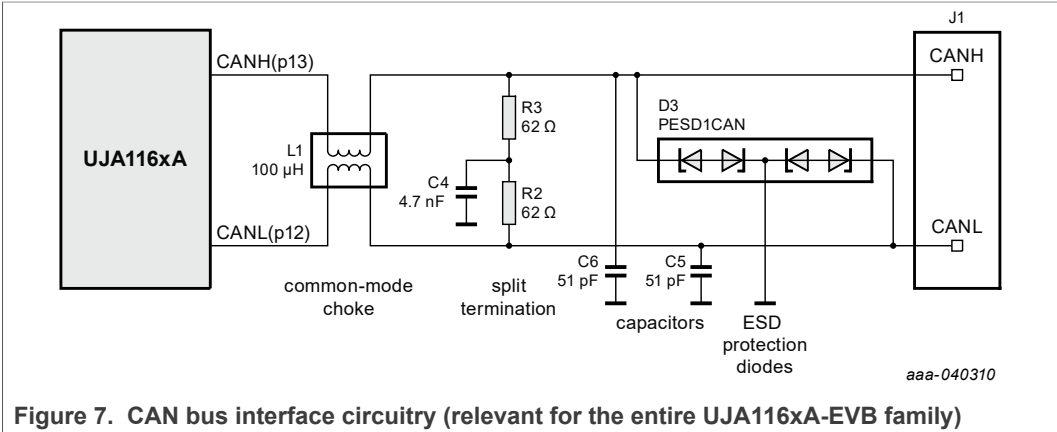 J1
CANH(p13)
CANH
R3
62 Ω
D3
PESD1CAN
UJA116xA
L1
100 μH
C4
4.7 nF
R2
62 Ω
CANL(p12)
CANL
C6
51 pF
C5
51 pF
common-mode
choke
split
termination
capacitors
ESD
protection
diodes
aaa-040310
Figure 7. CAN bus interface circuitry (relevant for the entire UJA116xA-EVB family)